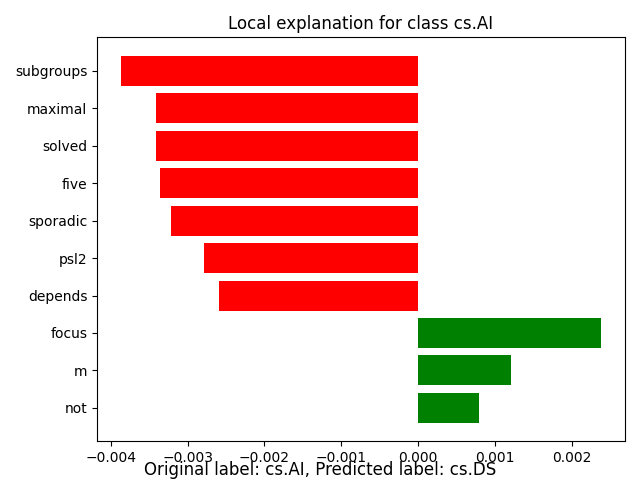 Local explanation for class cs.AI
subgroups
maximal
solved
five
sporadic
psl2
depends
focus
m
not
−0.004 −0.003 −0.002 −0.001 0.000 0.001 0.002
Original label: cs.AI, Predicted label: cs.DS